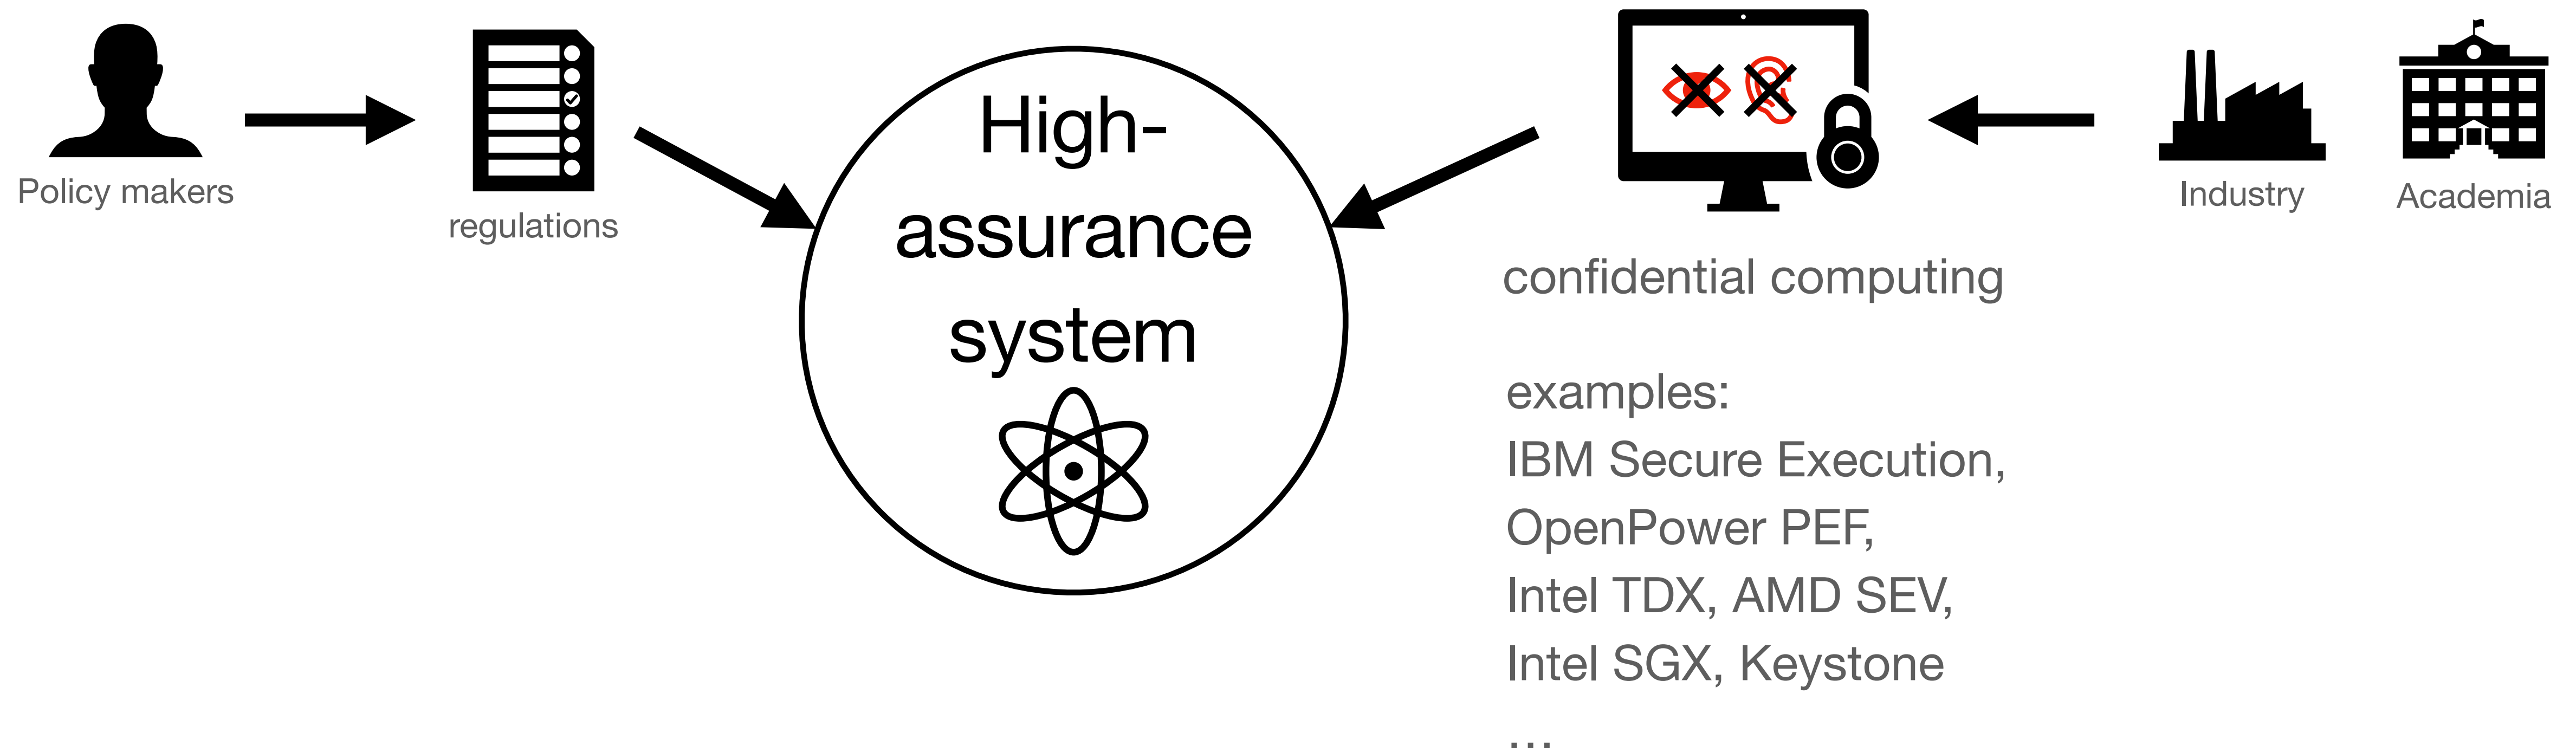 Policy makers
regulations
High-
assurance
system
confidential computing
examples:
IBM Secure Execution,
OpenPower PEF,
Intel TDX, AMD SEV,
Intel SGX, Keystone
...
Industry
Academia